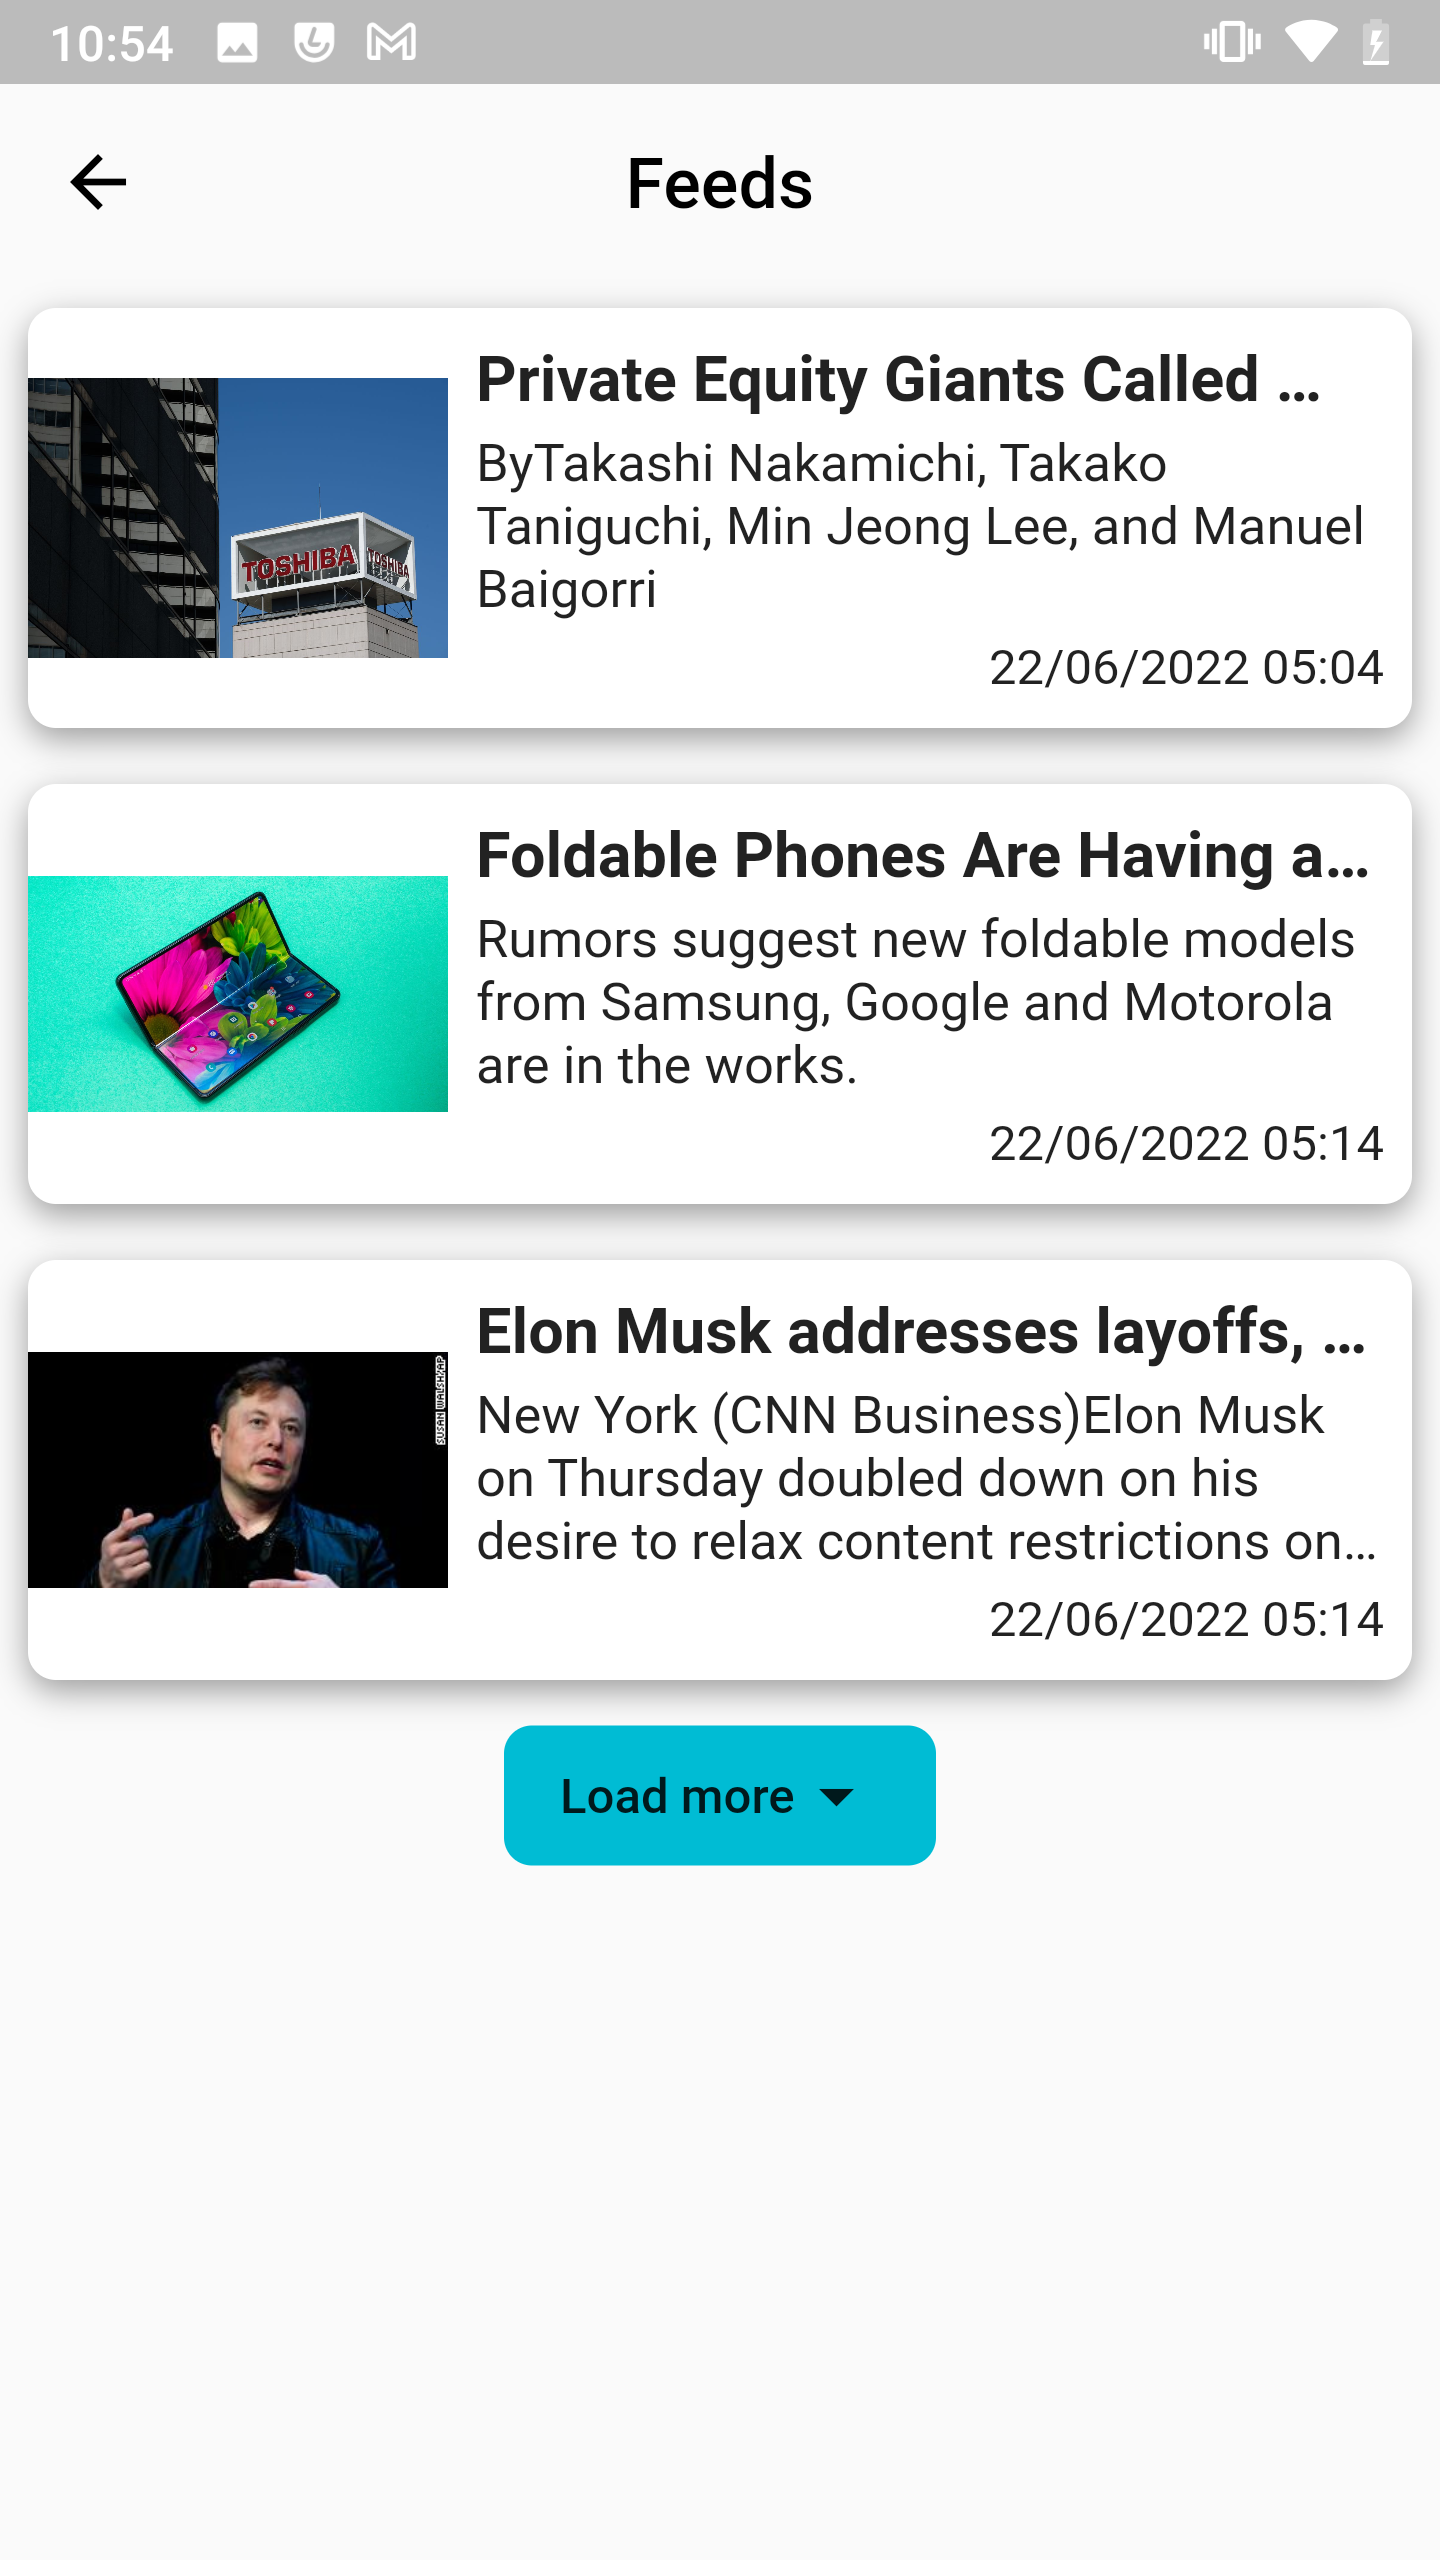 10:54
Feeds
Private Equity Giants Called ...
ByTakashi Nakamichi, Takako
Taniguchi, Min Jeong Lee, and Manuel
Baigorri
22/06/2022 05:04
TOSHIBA TOSHIBA
Foldable Phones Are Having a...
Rumors suggest new foldable models
from Samsung, Google and Motorola
are in the works.
22/06/2022 05:14
Elon Musk addresses layoffs, ...
New York (CNN Business)Elon Musk
on Thursday doubled down on his
desire to relax content restrictions on...
22/06/2022 05:14
SUSAN WALSH/AP
Load more